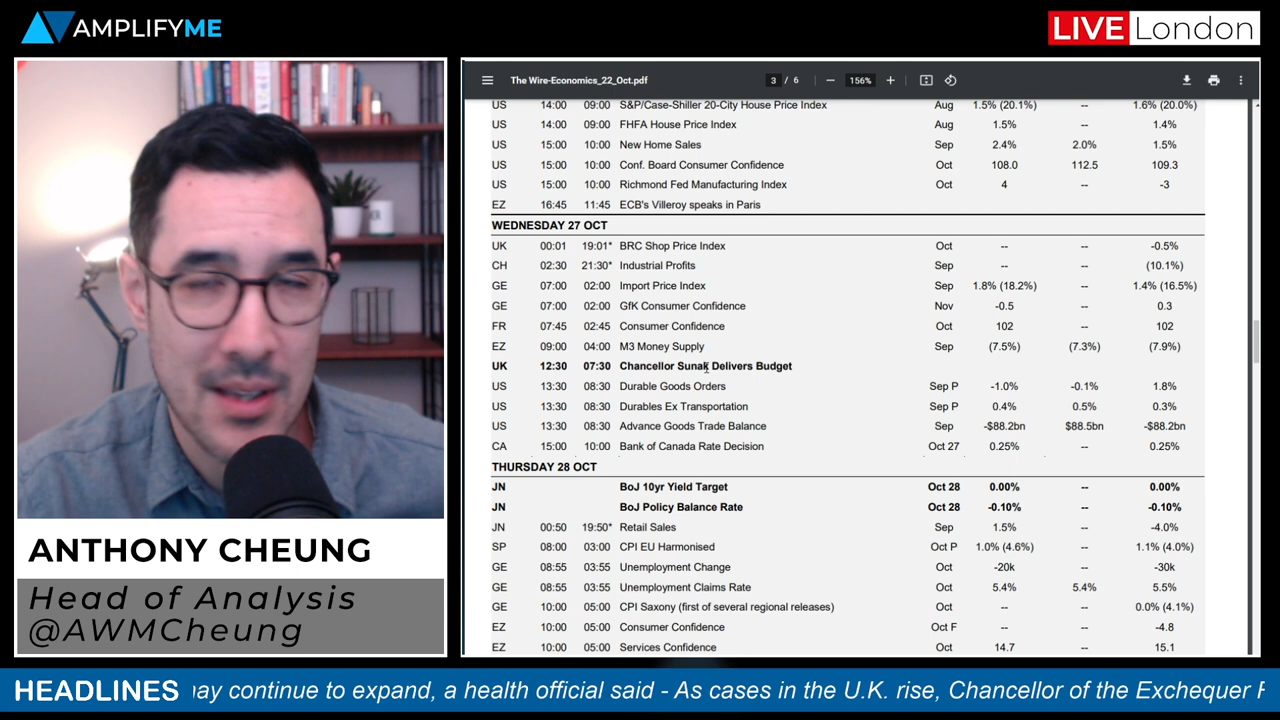 AMPLIFYME
LIVE London
The Wire-Economics_22_Oct.pdf 3 / 6 156%
US 14:00 09:00 S&P/Case-Shiller 20-City House Price Index Aug 1.5% (20.1%) -- 1.6% (20.0%)
US 14:00 09:00 FHFA House Price Index Aug 1.5% 1.4%
US 15:00 10:00 New Home Sales Sep 2.4% 2.0% 1.5%
US 15:00 10:00 Conf. Board Consumer Confidence Oct 108.0 112.5 109.3
US 15:00 10:00 Richmond Fed Manufacturing Index Oct 4 -- -3
EZ 16:45 11:45 ECB's Villeroy speaks in Paris
WEDNESDAY 27 OCT
UK 00:01 19:01* BRC Shop Price Index Oct -- -- -0.5%
CH 02:30 21:30* Industrial Profits Sep -- -- (10.1%)
GE 07:00 02:00 Import Price Index Sep 1.8% (18.2%) -- 1.4% (16.5%)
GE 07:00 02:00 GfK Consumer Confidence Nov -0.5 -- 0.3
FR 07:45 02:45 Consumer Confidence Oct 102 -- 102
EZ 09:00 04:00 M3 Money Supply Sep (7.5%) (7.3%) (7.9%)
UK 12:30 07:30 Chancellor Sunak Delivers Budget
US 13:30 08:30 Durable Goods Orders Sep P -1.0% -0.1% 1.8%
US 13:30 08:30 Durables Ex Transportation Sep P 0.4% 0.5% 0.3%
US 13:30 08:30 Advance Goods Trade Balance Sep -$88.2bn $88.5bn -$88.2bn
CA 15:00 10:00 Bank of Canada Rate Decision Oct 27 0.25% -- 0.25%
THURSDAY 28 OCT
JN BoJ 10yr Yield Target Oct 28 0.00% -- 0.00%
JN BoJ Policy Balance Rate Oct 28 -0.10% -- -0.10%
JN 00:50 19:50* Retail Sales Sep 1.5% -- -4.0%
SP 08:00 03:00 CPI EU Harmonised Oct P 1.0% (4.6%) -- 1.1% (4.0%)
GE 08:55 03:55 Unemployment Change Oct -20k -- -30k
GE 08:55 03:55 Unemployment Claims Rate Oct 5.4% 5.4% 5.5%
GE 10:00 05:00 CPI Saxony (first of several regional releases) Oct -- -- 0.0% (4.1%)
EZ 10:00 05:00 Consumer Confidence Oct F -- -- -4.8
EZ 10:00 05:00 Services Confidence Oct 14.7 -- 15.1
ANTHONY CHEUNG
Head of Analysis
@AWMCheung
HEADLINES may continue to expand, a health official said - As cases in the U.K. rise, Chancellor of the Exchequer